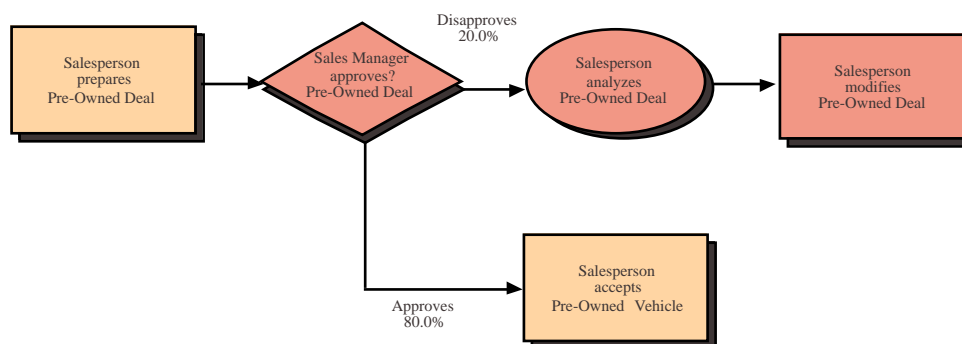 Salesperson
prepares
Pre-Owned Deal
Sales Manager
approves?
Pre-Owned Deal
Disapproves
20.0%
Salesperson
analyzes
Pre-Owned Deal
Salesperson
modifies
Pre-Owned Deal
Approves
80.0%
Salesperson
accepts
Pre-Owned Vehicle